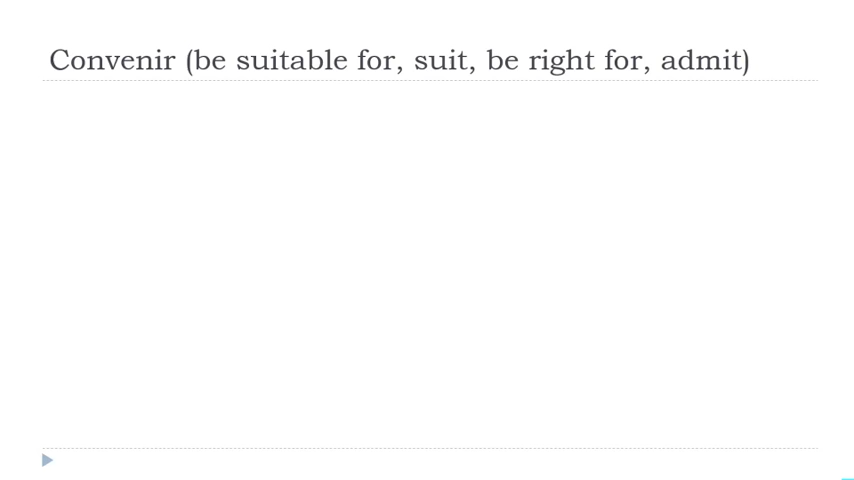 Convenir (be suitable for, suit, be right for, admit)